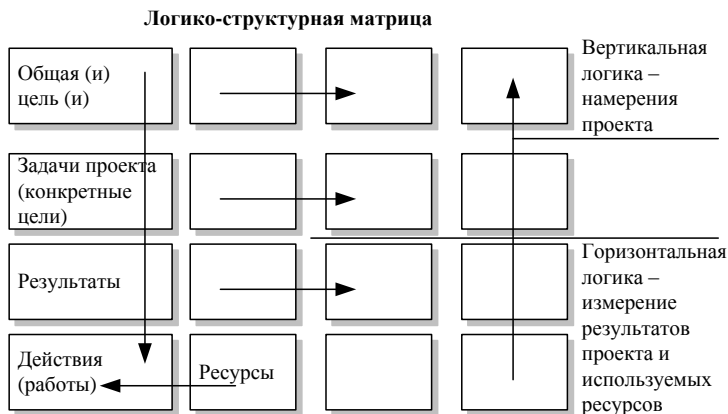 Логико-структурная матрица
Общая (и)
цель (и)
Вертикальная
логика –
намерения
проекта
Задачи проекта
(конкретные
цели)
Результаты
Горизонтальная
логика –
измерение
результатов
проекта и
используемых
ресурсов
Действия
(работы)
Ресурсы